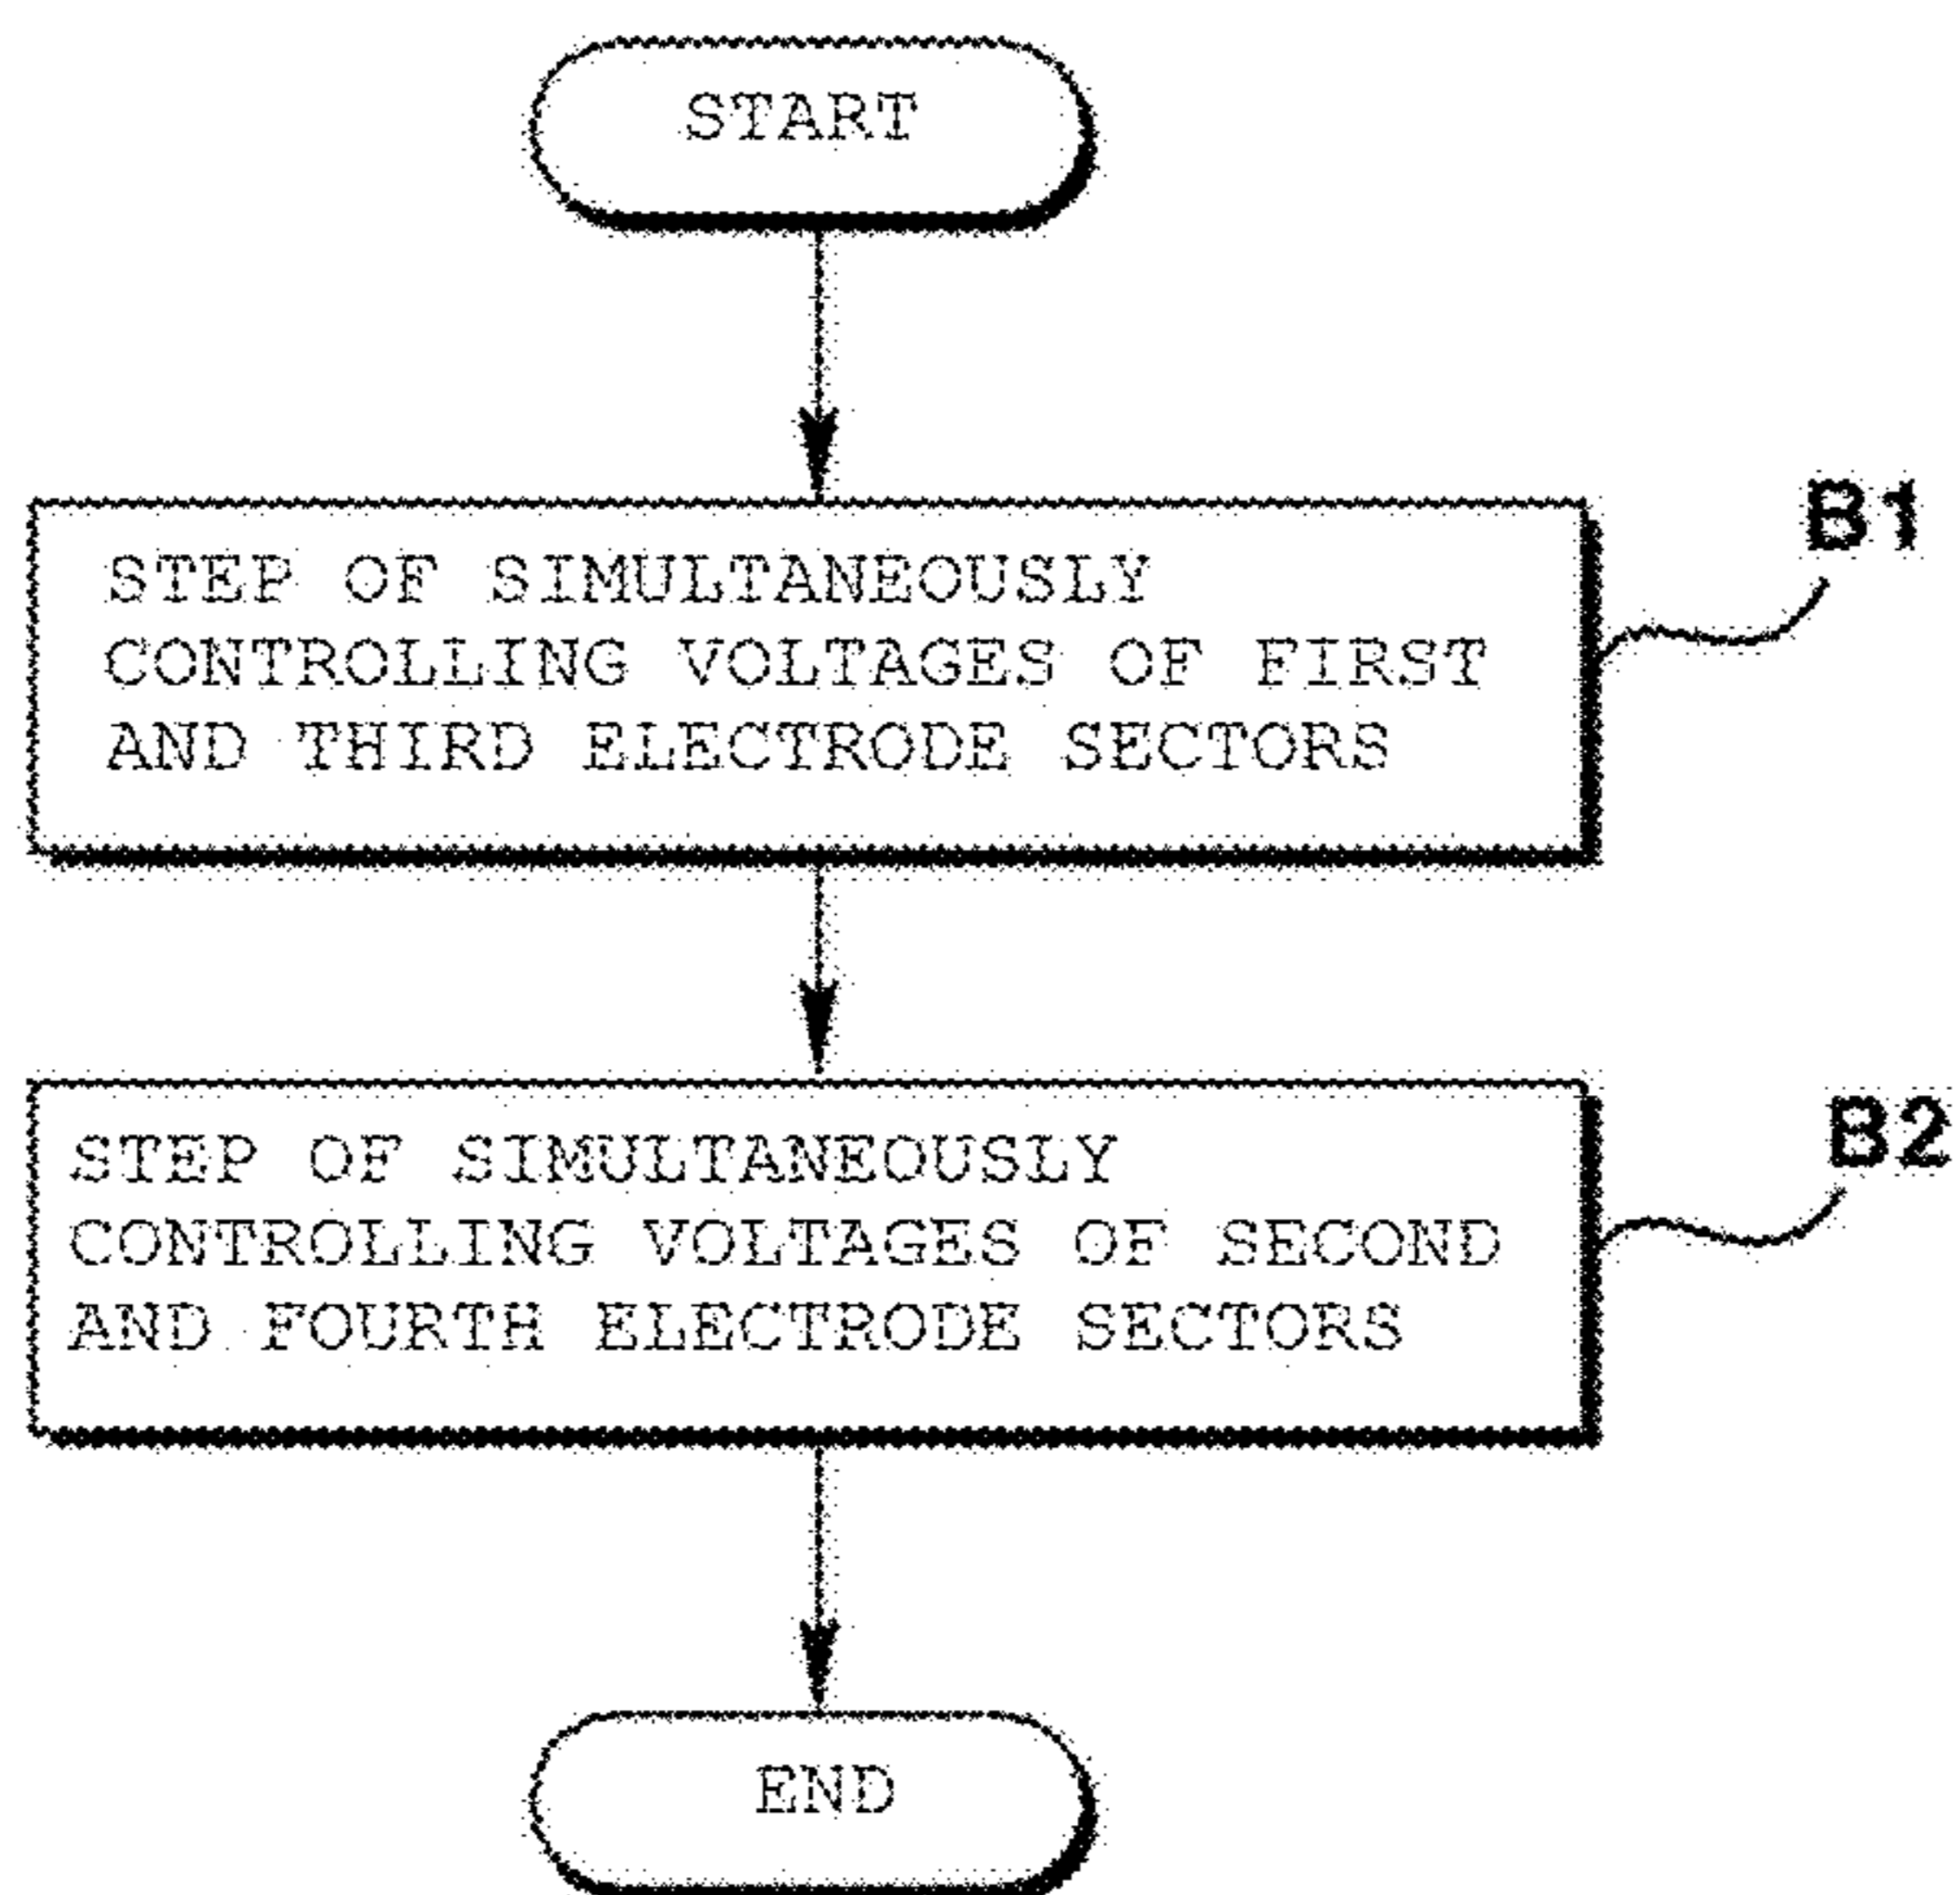 START
B1
STEP OF SIMULTANEOUSLY
CONTROLLING VOLTAGES OF FIRST
AND THIRD ELECTRODE SECTORS
B2
STEP OF SIMULTANEOUSLY
CONTROLLING VOLTAGES OF SECOND
AND FOURTH ELECTRODE SECTORS
END